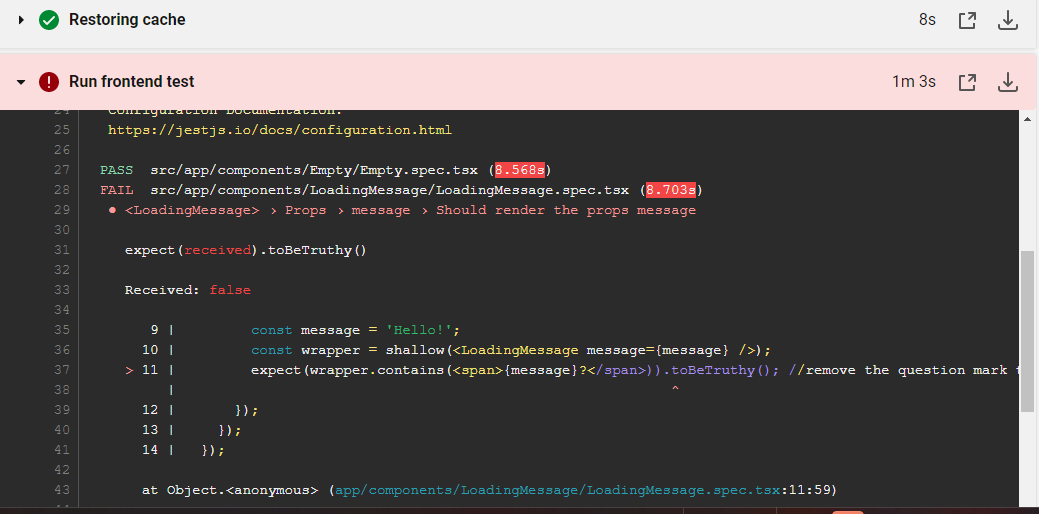 Restoring cache 8s
Run frontend test 1m 3s
24 Configuration Documentation:
25 https://jestjs.io/docs/configuration.html
26
27 PASS src/app/components/Empty/Empty.spec.tsx (8.568s)
28 FAIL src/app/components/LoadingMessage/LoadingMessage.spec.tsx (8.703s)
29 ● <LoadingMessage> › Props › message › Should render the props message
30
31 expect(received).toBeTruthy()
32
33 Received: false
34
35 9 | const message = 'Hello!';
36 10 | const wrapper = shallow(<LoadingMessage message={message} />);
37 > 11 | expect(wrapper.contains(<span>{message}?</span>)).toBeTruthy(); //remove the question mark
38 | ^
39 12 | });
40 13 | });
41 14 | });
42
43 at Object.<anonymous> (app/components/LoadingMessage/LoadingMessage.spec.tsx:11:59)